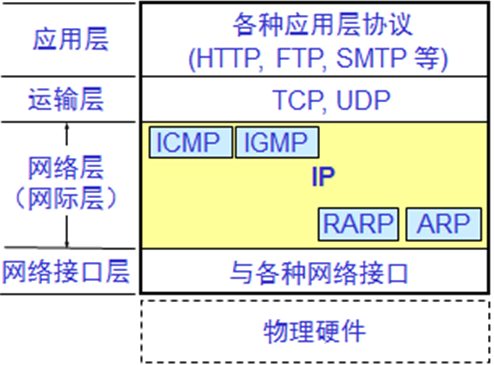 应用层
各种应用层协议
(HTTP, FTP, SMTP 等)
运输层
TCP, UDP
网络层
（网际层）
ICMP
IGMP
IP
RARP
ARP
网络接口层
与各种网络接口
物理硬件